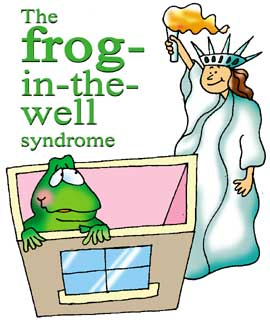 The
frog-
in-the-
well
syndrome